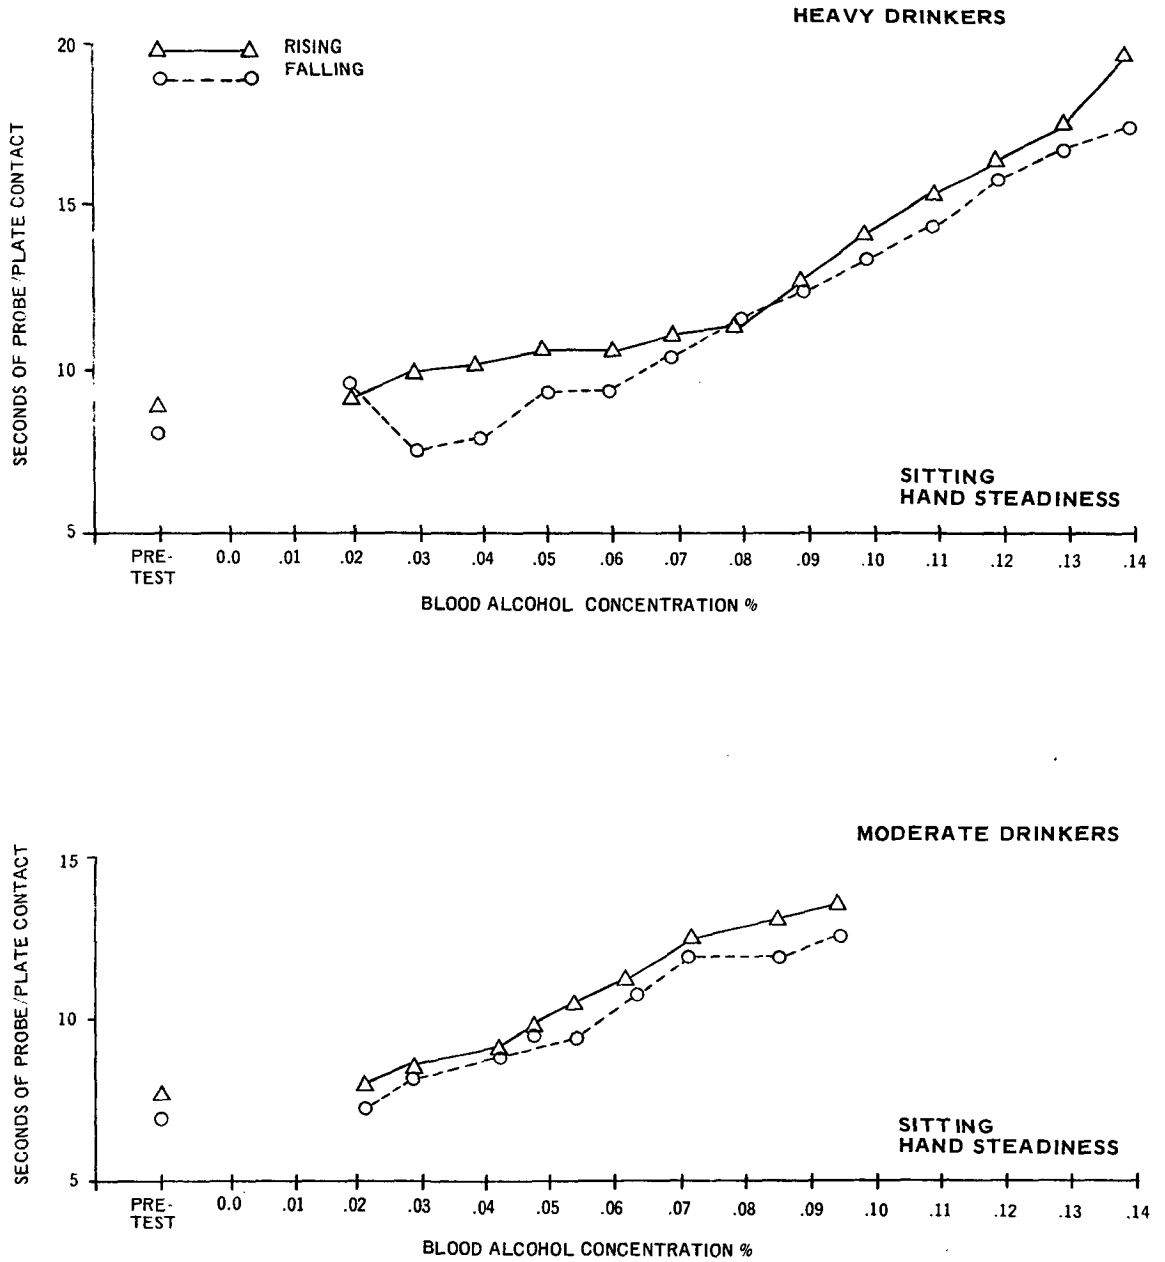 HEAVY DRINKERS
20
RISING
FALLING
SECONDS OF PROBE/PLATE CONTACT
15
10
SITTING
HAND STEADINESS
5
PRE- 0.0 .01 .02 .03 .04 .05 .06 .07 .08 .09 .10 .11 .12 .13 .14
TEST
BLOOD ALCOHOL CONCENTRATION %
MODERATE DRINKERS
15
SECONDS OF PROBE/PLATE CONTACT
10
SITTING
HAND STEADINESS
5
PRE- 0.0 .01 .02 .03 .04 .05 .06 .07 .08 .09 .10 .11 .12 .13 .14
TEST
BLOOD ALCOHOL CONCENTRATION %